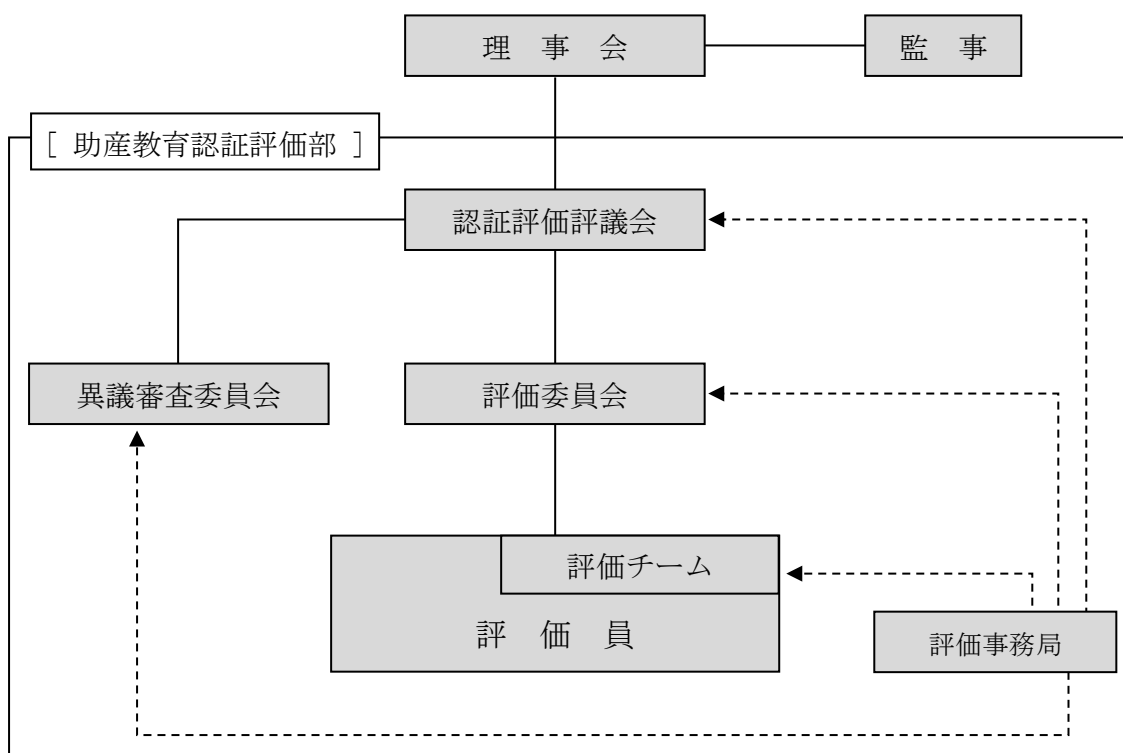 理　事　会
監　事
［ 助産教育認証評価部 ］
認証評価評議会
異議審査委員会
評価委員会
評価チーム
評　価　員
評価事務局